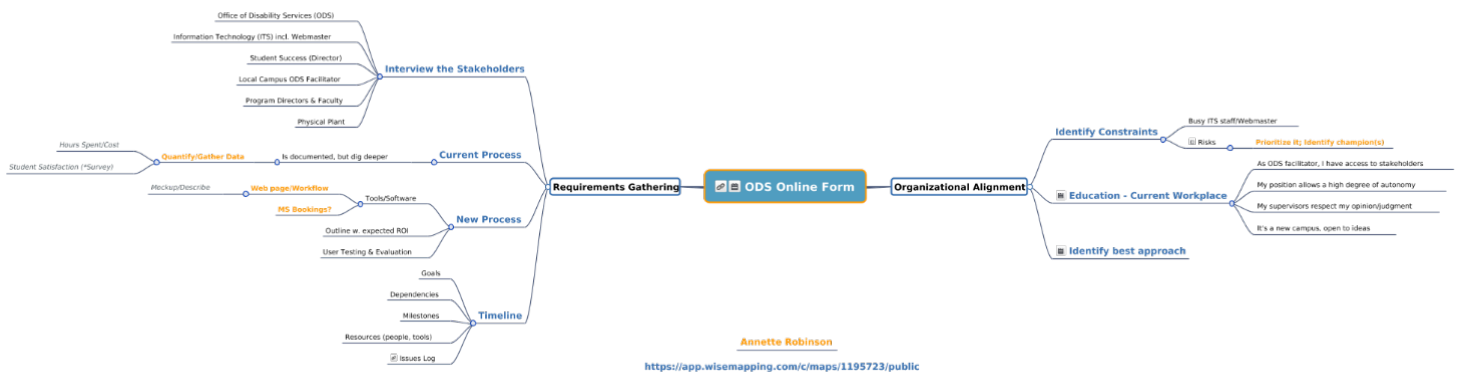 ODS Online Form
Requirements Gathering
Interview the Stakeholders
Office of Disability Services (ODS)
Information Technology (ITS) incl. Webmaster
Student Success (Director)
Local Campus ODS Facilitator
Program Directors & Faculty
Physical Plant
Current Process
Is documented, but dig deeper
Quantify/Gather Data
Hours Spent/Cost
Student Satisfaction (*Survey)
New Process
Tools/Software
Web page/Workflow
Mockup/Describe
MS Bookings?
Outline w. expected ROI
User Testing & Evaluation
Timeline
Goals
Dependencies
Milestones
Resources (people, tools)
Issues Log
Organizational Alignment
Identify Constraints
Busy ITS staff/Webmaster
Risks
Prioritize it; Identify champion(s)
Education - Current Workplace
As ODS facilitator, I have access to stakeholders
My position allows a high degree of autonomy
My supervisors respect my opinion/judgment
It's a new campus, open to ideas
Identify best approach
Annette Robinson
https://app.wisemapping.com/c/maps/1195723/public